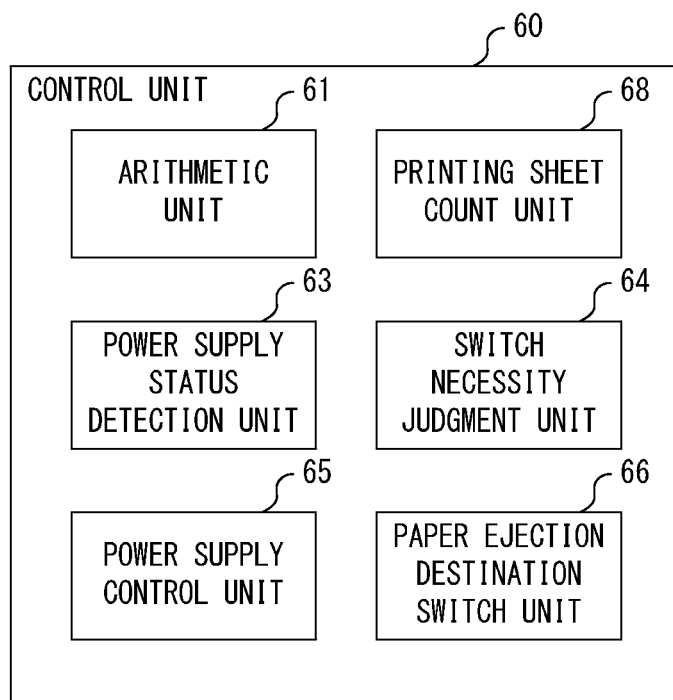 60
CONTROL UNIT
61
ARITHMETIC
UNIT
68
PRINTING SHEET
COUNT UNIT
63
POWER SUPPLY
STATUS
DETECTION UNIT
64
SWITCH
NECESSITY
JUDGMENT UNIT
65
POWER SUPPLY
CONTROL UNIT
66
PAPER EJECTION
DESTINATION
SWITCH UNIT